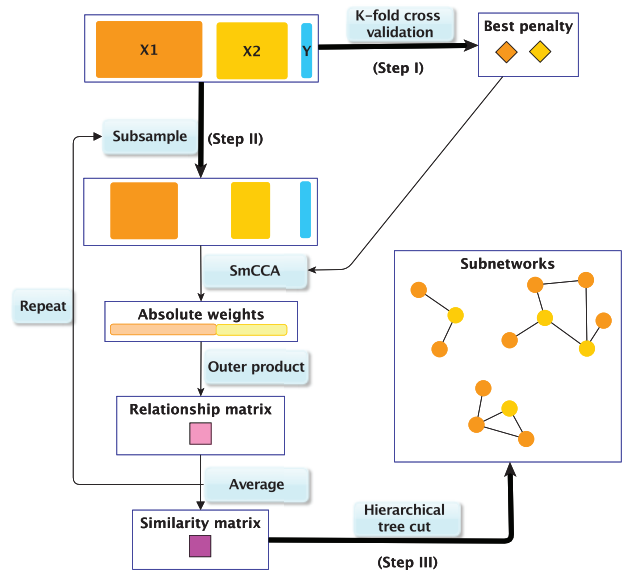 X1
X2
Y
K-fold cross
validation
(Step I)
Best penalty
Subsample
(Step II)
SmCCA
Repeat
Absolute weights
Outer product
Relationship matrix
Average
Similarity matrix
Hierarchical
tree cut
(Step III)
Subnetworks